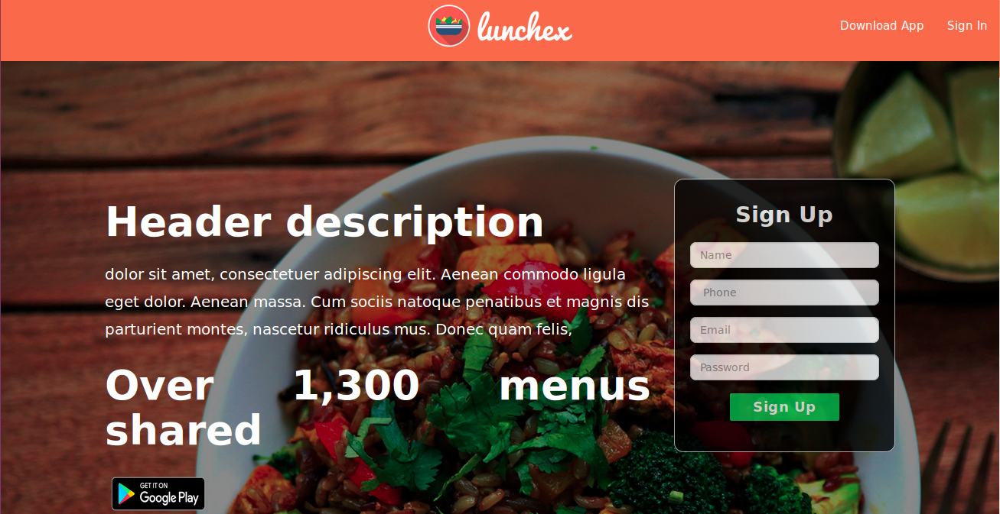 lunchex
Download App
Sign In
Header description
dolor sit amet, consectetuer adipiscing elit. Aenean commodo ligula
eget dolor. Aenean massa. Cum sociis natoque penatibus et magnis dis
parturient montes, nascetur ridiculus mus. Donec quam felis,
Over 1,300 menus
shared
GET IT ON
Google Play
Sign Up
Name
Phone
Email
Password
Sign Up